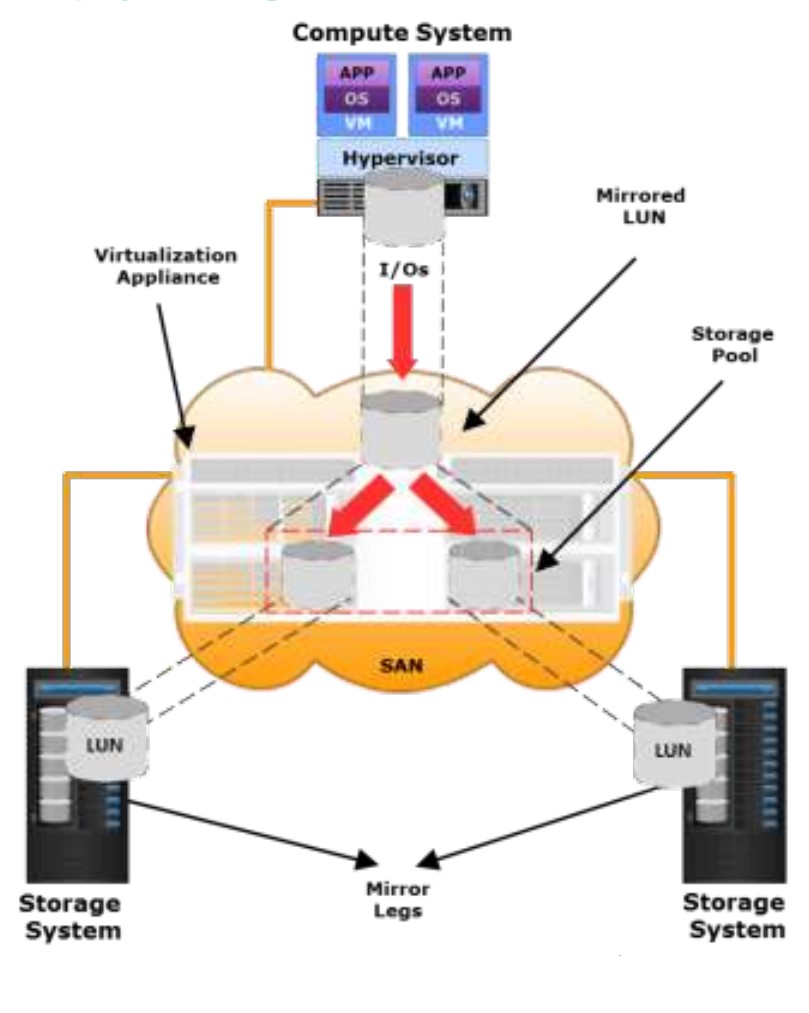 Compute System
APP
APP
OS
OS
VM
VM
Hypervisor
Mirrored
LUN
Virtualization
Appliance
I/Os
Storage
Pool
SAN
LUN
LUN
Mirror
Legs
Storage
System
Storage
System